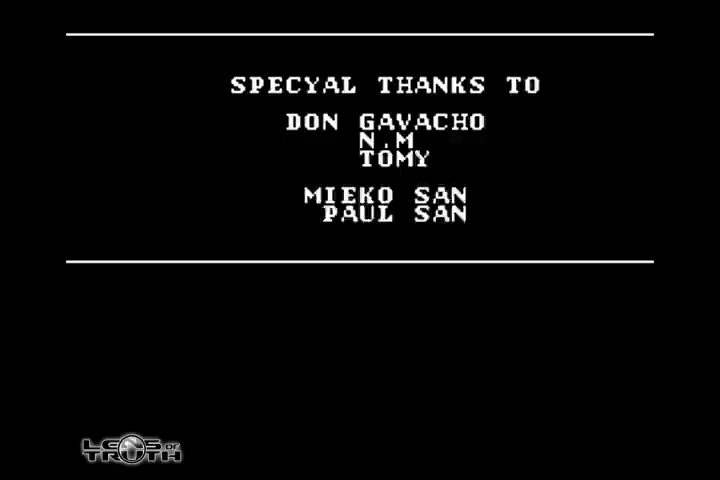 SPECYAL THANKS TO
DON GAVACHO
N.M
TOMY
MIEKO SAN
PAUL SAN
LENS OF
TRUTH